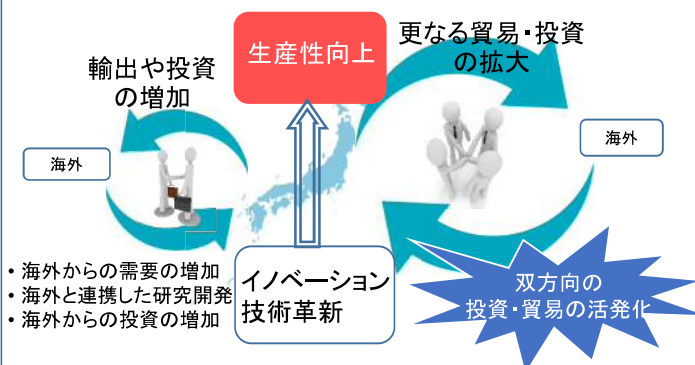 生産性向上
更なる貿易・投資
の拡大
輸出や投資
の増加
海外
海外
・海外からの需要の増加
・海外と連携した研究開発
・海外からの投資の増加
イノベーション
技術革新
双方向の
投資・貿易の活発化